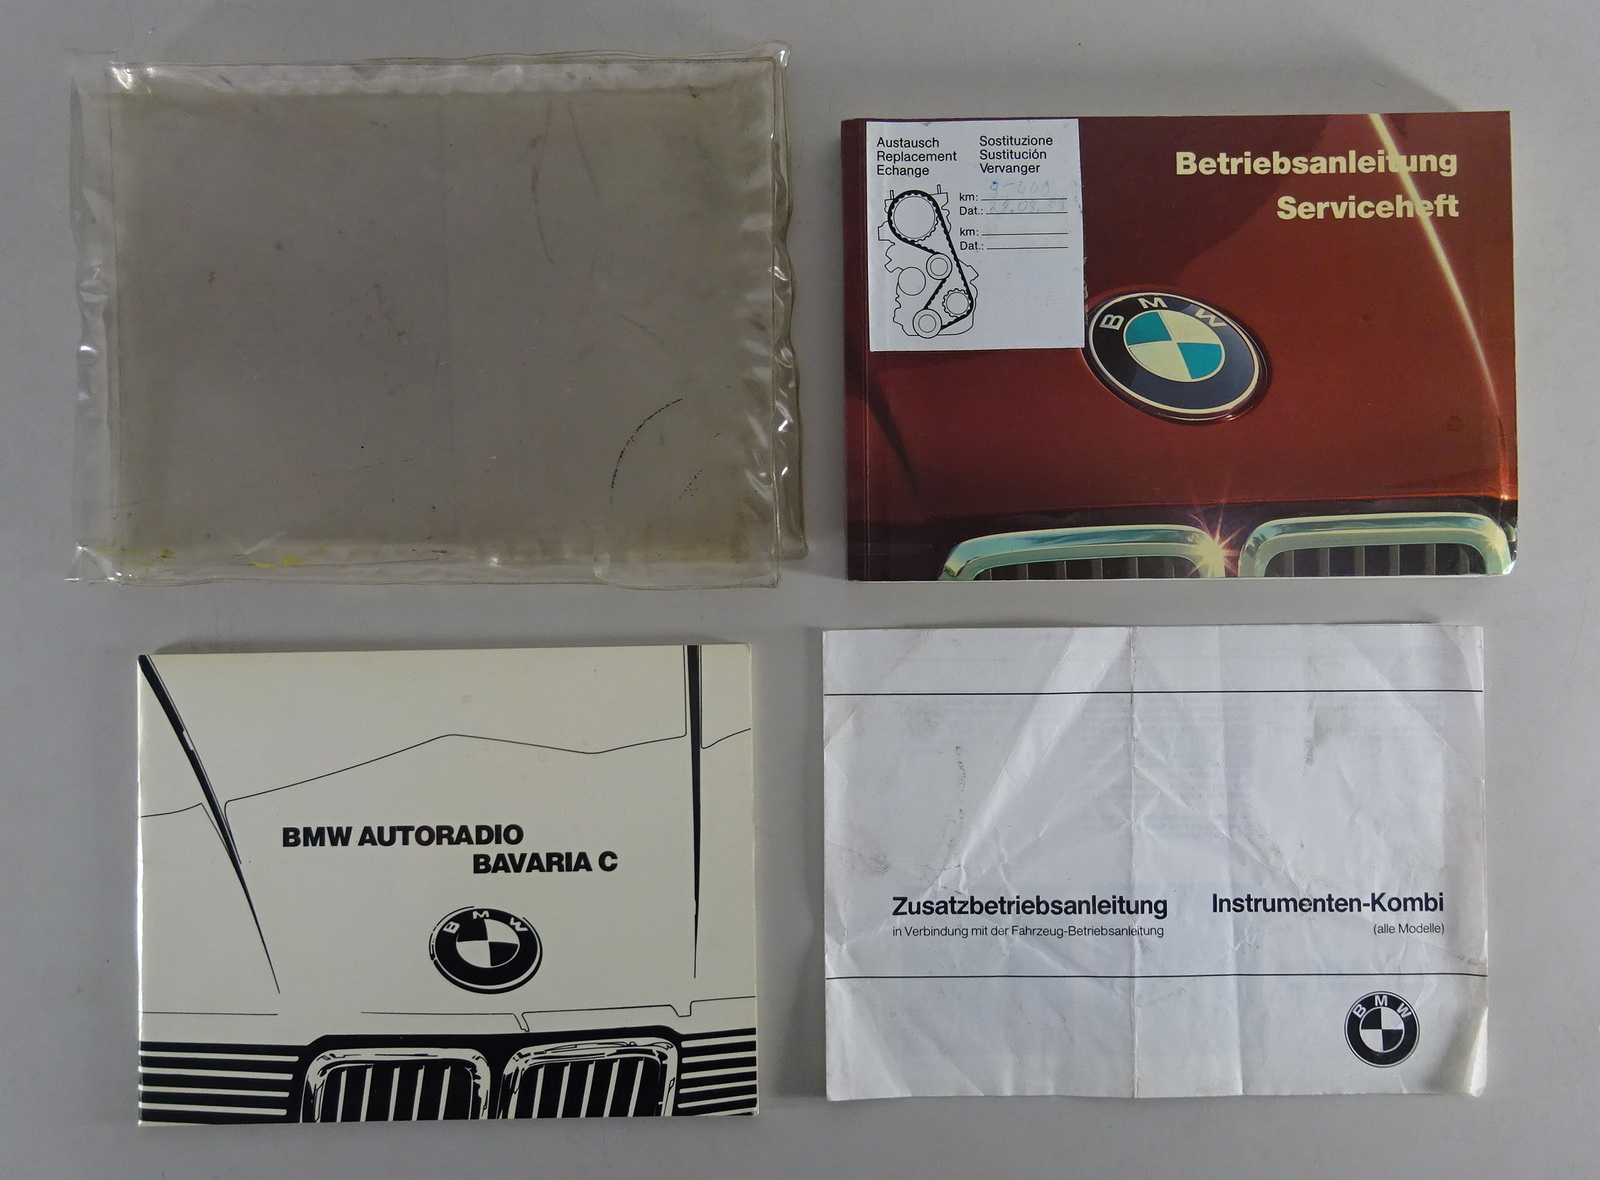 Austausch
Replacement
Echange
Sostituzione
Sustitución
Vervanger
km:
Dat.:
km:
Dat.:
Betriebsanleitung
Serviceheft
BMW
BMW AUTORADIO
BAVARIA C
BMW
Zusatzbetriebsanleitung
in Verbindung mit der Fahrzeug-Betriebsanleitung
Instrumenten-Kombi
(alle Modelle)
BMW